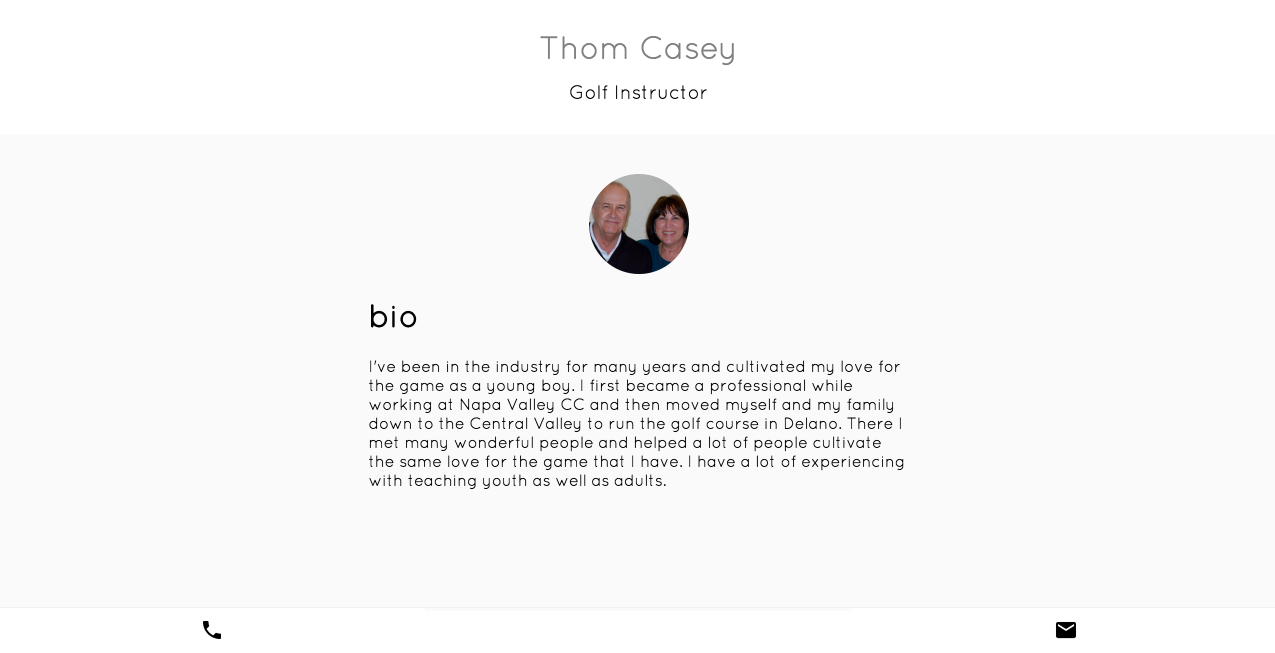 Thom Casey
Golf Instructor
bio
I've been in the industry for many years and cultivated my love for
the game as a young boy. I first became a professional while
working at Napa Valley CC and then moved myself and my family
down to the Central Valley to run the golf course in Delano. There I
met many wonderful people and helped a lot of people cultivate
the same love for the game that I have. I have a lot of experiencing
with teaching youth as well as adults.